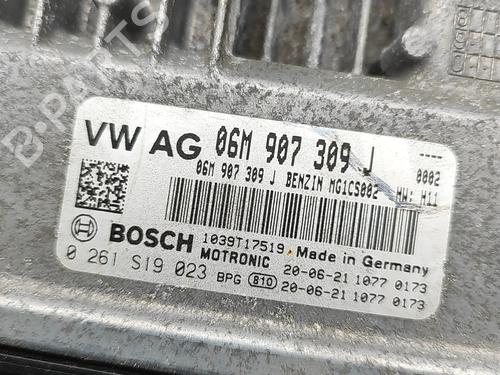 B-PARTS
VW AG 06M 907 309 J ----
06M 907 309 J BENZIN MG1CS002 0002
HW: H11
BOSCH 1039T17519 Made in Germany
MOTRONIC 20-06-21 1077 0173
0 261 S19 023 BPG 810 20-06-21 1077 0173